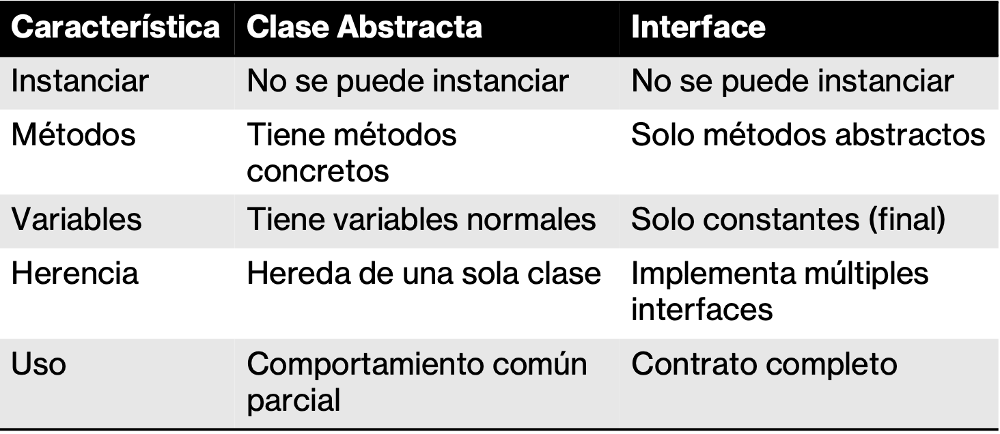 Característica Clase Abstracta Interface
Instanciar No se puede instanciar No se puede instanciar
Métodos Tiene métodos Solo métodos abstractos
concretos
Variables Tiene variables normales Solo constantes (final)
Herencia Hereda de una sola clase Implementa múltiples
interfaces
Uso Comportamiento común Contrato completo
parcial